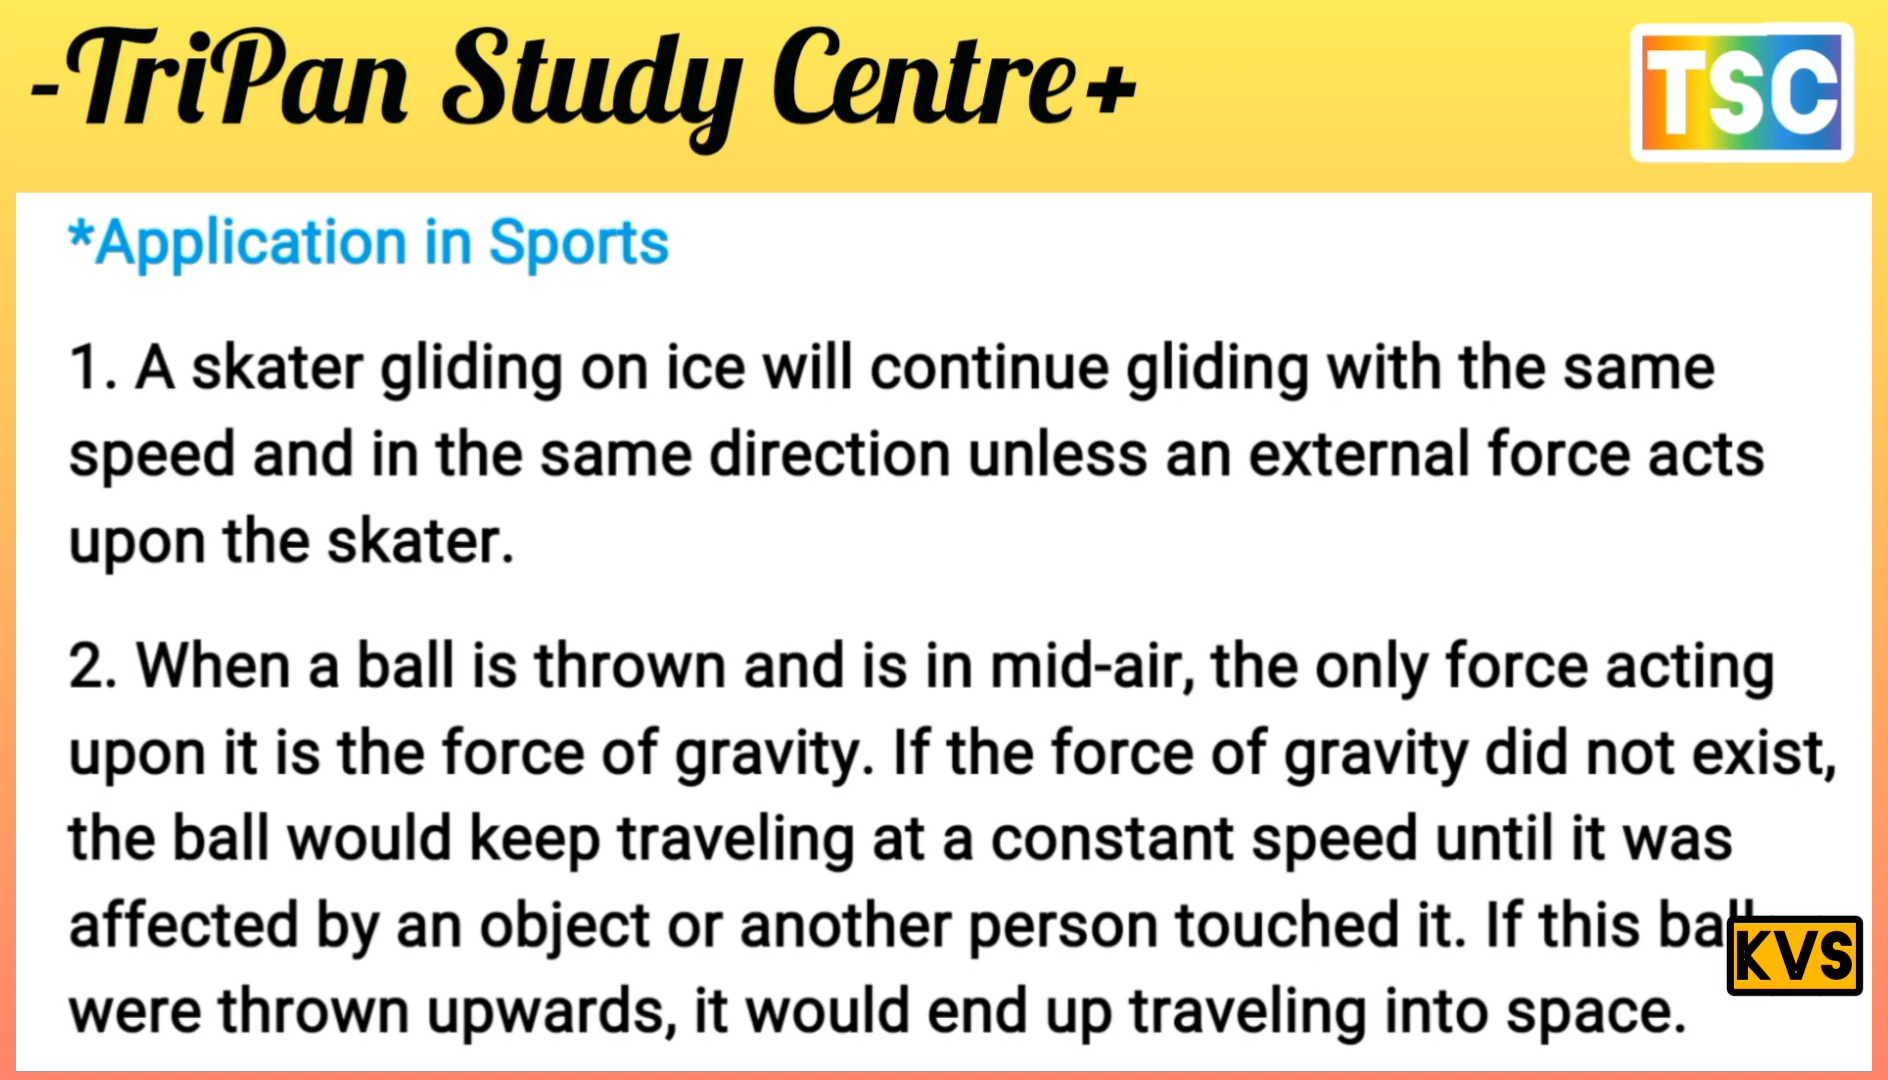 -TriPan Study Centre+
TSC
*Application in Sports
1. A skater gliding on ice will continue gliding with the same
speed and in the same direction unless an external force acts
upon the skater.
2. When a ball is thrown and is in mid-air, the only force acting
upon it is the force of gravity. If the force of gravity did not exist,
the ball would keep traveling at a constant speed until it was
affected by an object or another person touched it. If this ball
KVS
were thrown upwards, it would end up traveling into space.